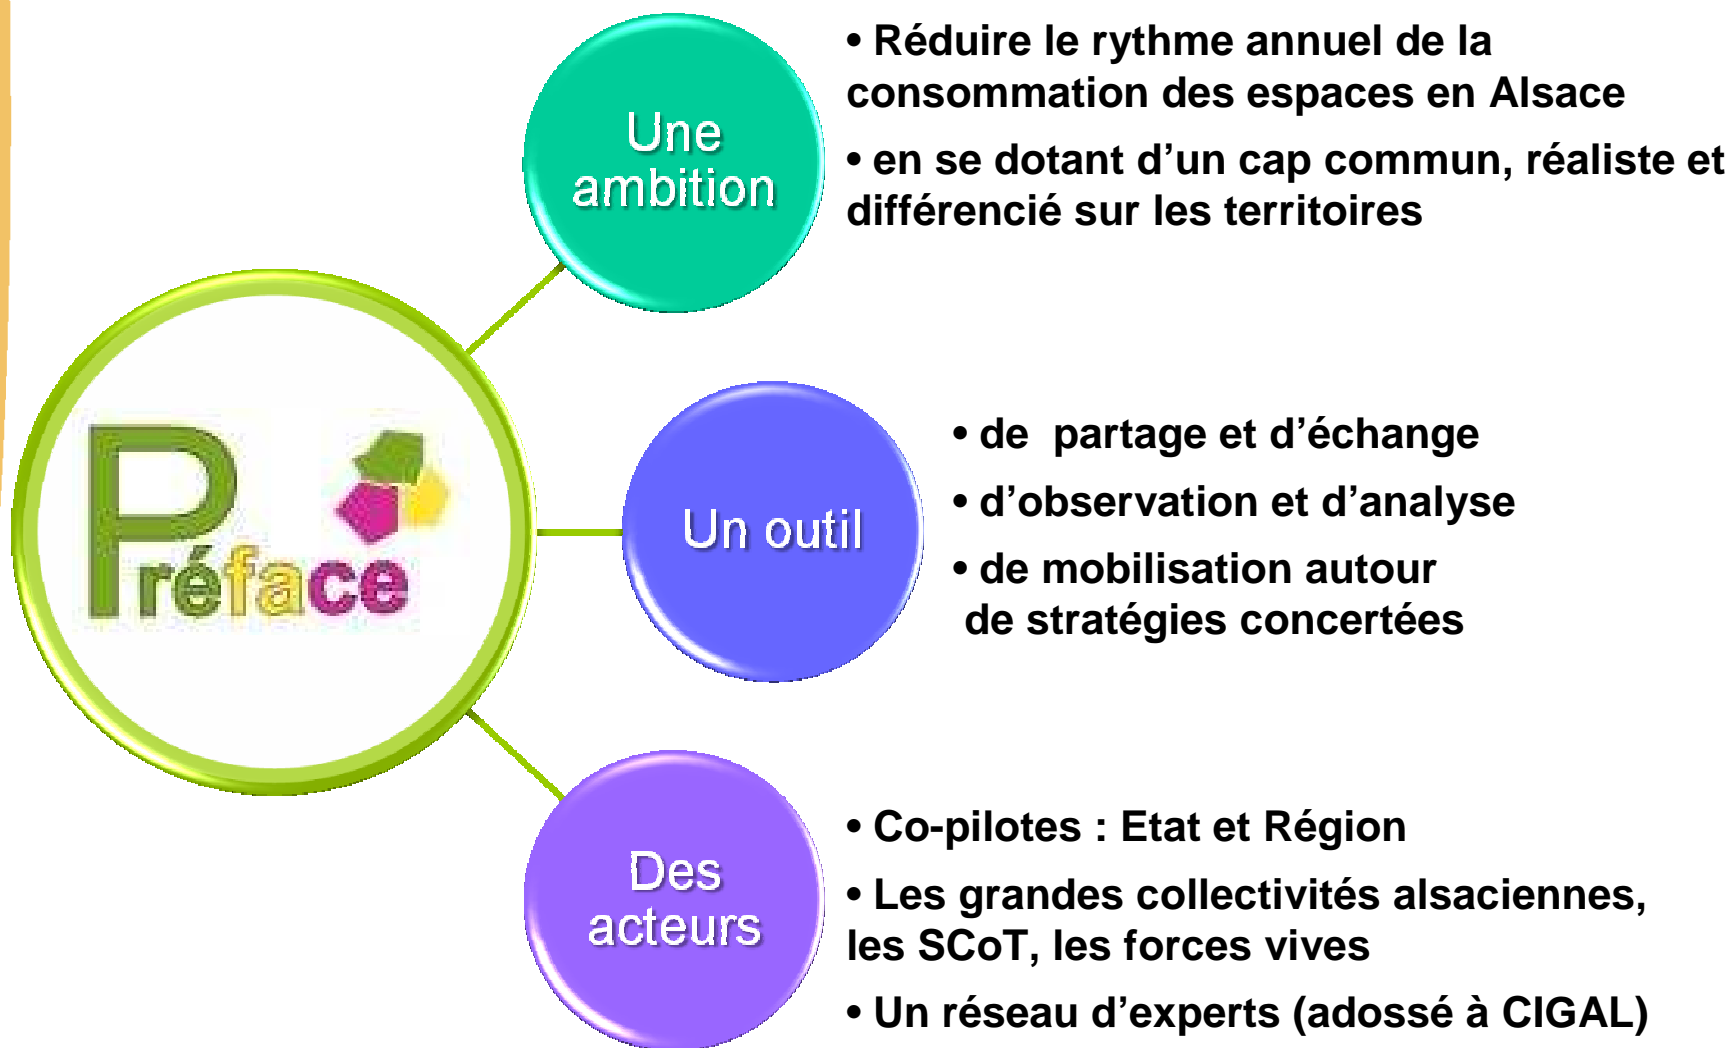 Préface
Une
ambition
• Réduire le rythme annuel de la
consommation des espaces en Alsace
• en se dotant d’un cap commun, réaliste et
différencié sur les territoires
Un outil
• de  partage et d’échange
• d’observation et d’analyse
• de mobilisation autour
de stratégies concertées
Des
acteurs
• Co-pilotes : Etat et Région
• Les grandes collectivités alsaciennes,
les SCoT, les forces vives
• Un réseau d’experts (adossé à CIGAL)